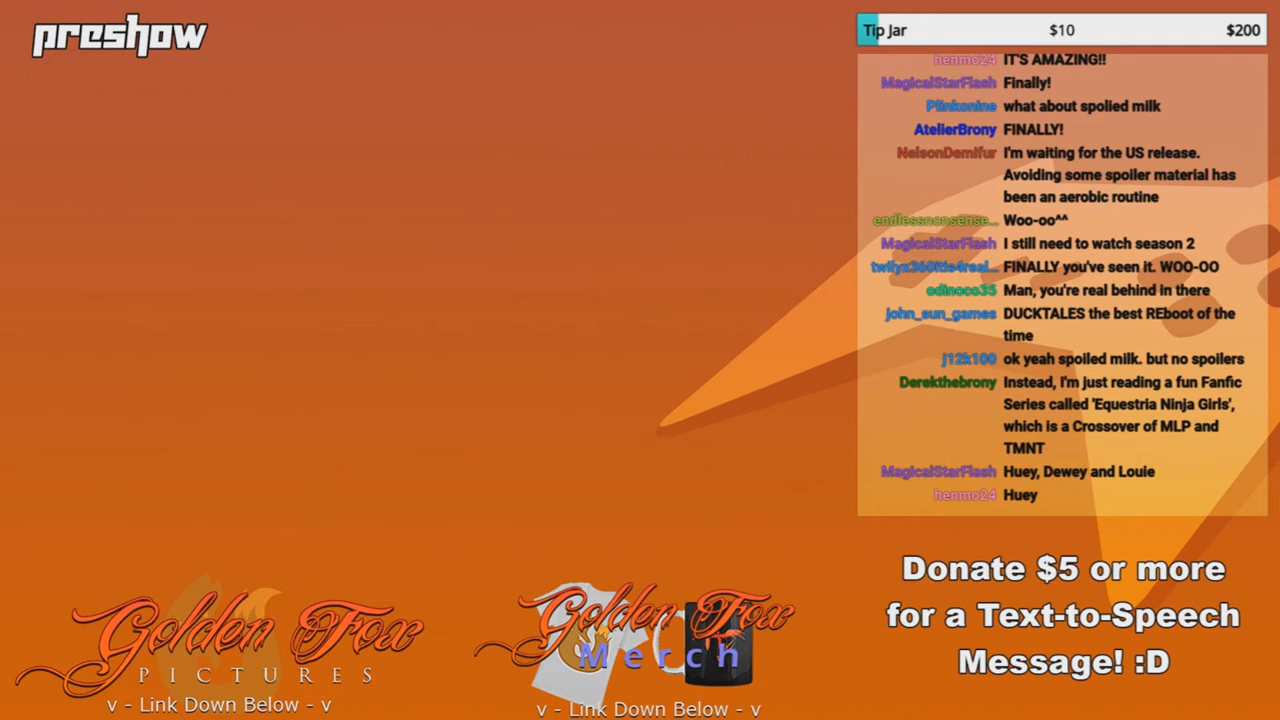 preshow
Tip Jar $10 $200
henmo24 IT'S AMAZING!!
MagicalStarFlash Finally!
Plinkonine what about spolied milk
AtelierBrony FINALLY!
NelsonDemifur I'm waiting for the US release.
Avoiding some spoiler material has
been an aerobic routine
endlessnonsense... Woo-oo^^
MagicalStarFlash I still need to watch season 2
twilyx360itis4real... FINALLY you've seen it. WOO-OO
odinoco35 Man, you're real behind in there
john_sun_games DUCKTALES the best REboot of the
time
j12k100 ok yeah spoiled milk. but no spoilers
Derekthebrony Instead, I'm just reading a fun Fanfic
Series called 'Equestria Ninja Girls',
which is a Crossover of MLP and
TMNT
MagicalStarFlash Huey, Dewey and Louie
henmo24 Huey
Donate $5 or more
for a Text-to-Speech
Message! :D
Golden Fox
PICTURES
v - Link Down Below - v
Golden Fox
Merch
v - Link Down Below - v